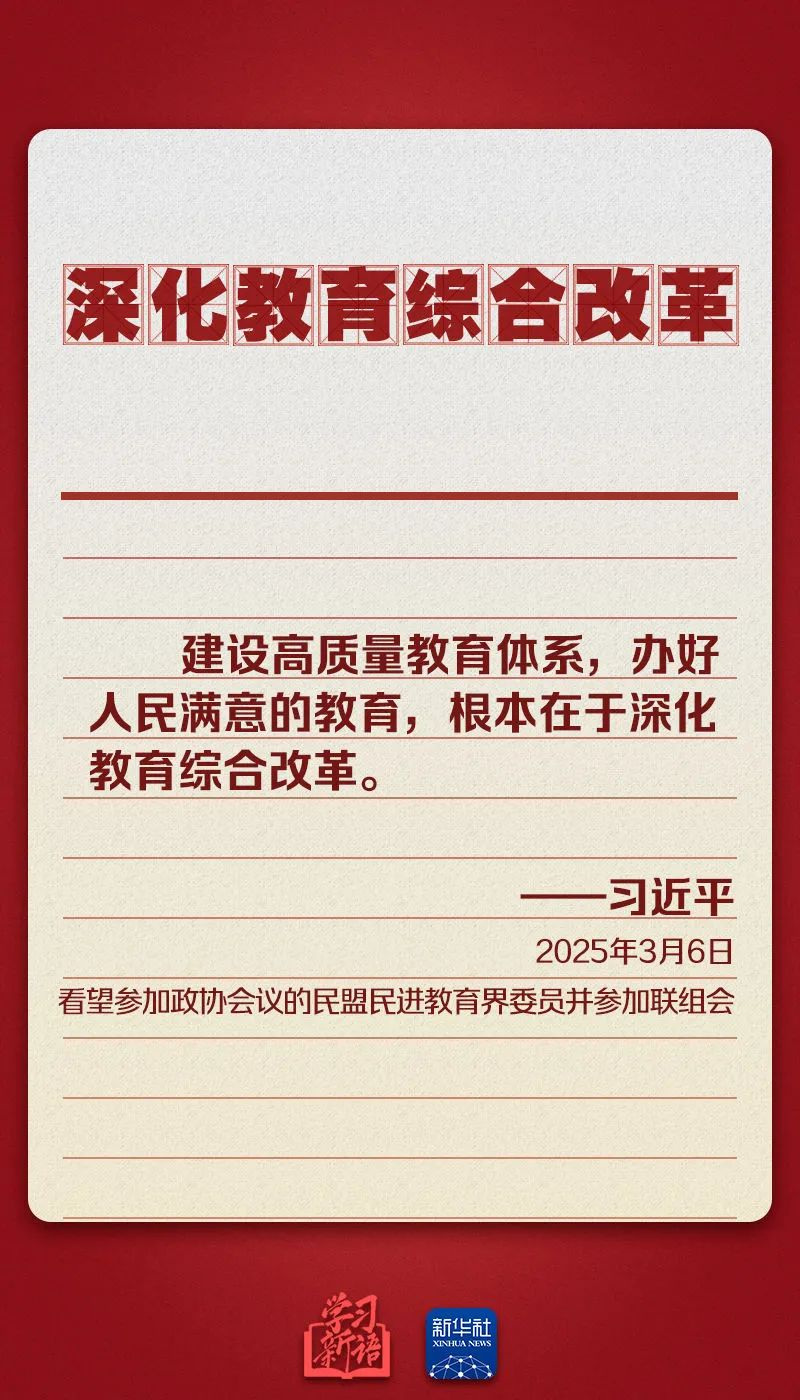 深化教育综合改革
建设高质量教育体系，办好
人民满意的教育，根本在于深化
教育综合改革。
——习近平
2025年3月6日
看望参加政协会议的民盟民进教育界委员并参加联组会
学习
新语
新华社
XINHUA NEWS